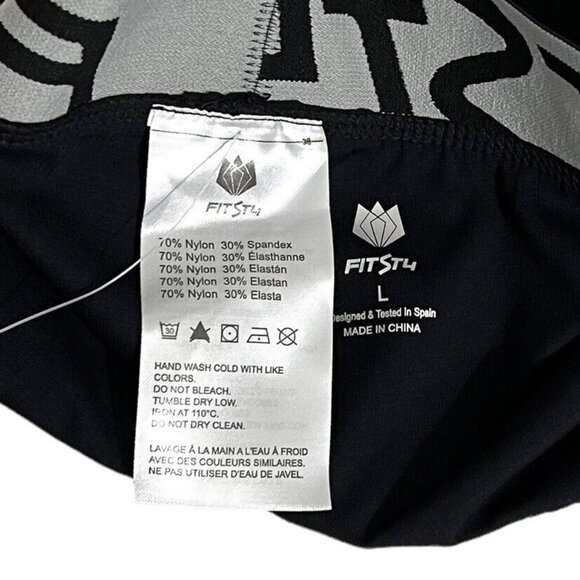 FITST4
70% Nylon 30% Spandex
70% Nylon 30% Élasthanne
70% Nylon 30% Elastán
70% Nylon 30% Elastan
70% Nylon 30% Elasta
30
HAND WASH COLD WITH LIKE
COLORS.
DO NOT BLEACH.
TUMBLE DRY LOW.
IRON AT 110°C.
DO NOT DRY CLEAN.
LAVAGE À LA MAIN A L'EAU À FROID
AVEC DES COULEURS SIMILAIRES.
NE PAS UTILISER D'EAU DE JAVEL.
FITST4
L
Designed & Tested In Spain
MADE IN CHINA